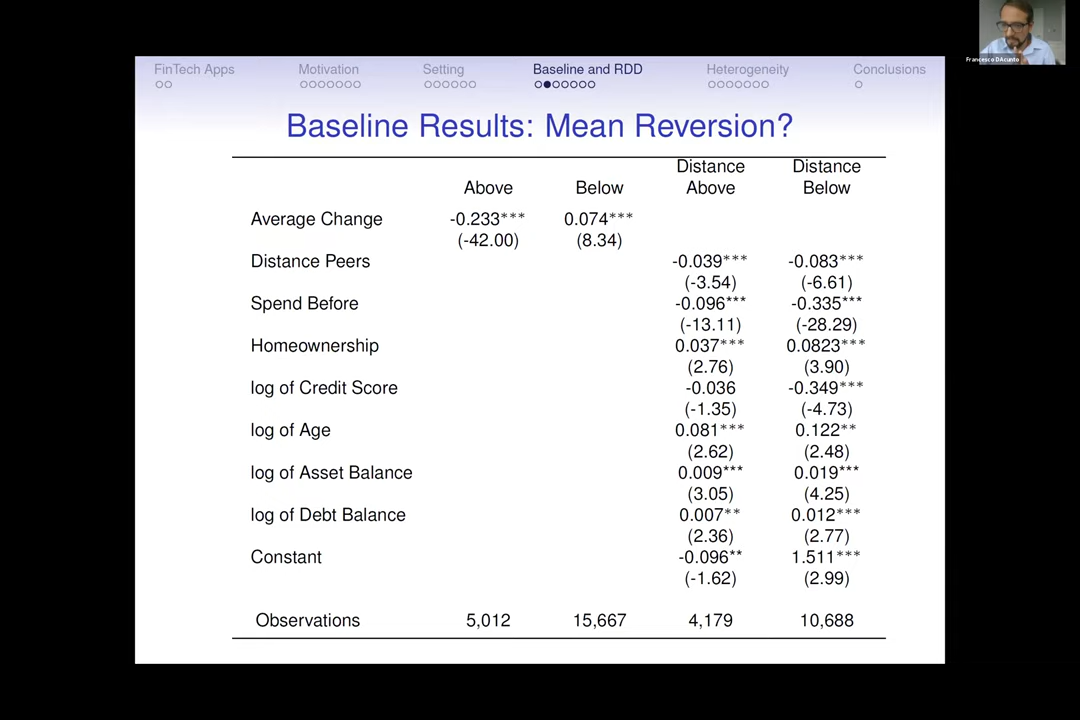 Francesco DAcunto
FinTech Apps Motivation Setting Baseline and RDD Heterogeneity Conclusions
Baseline Results: Mean Reversion?
Above Below Distance Above Distance Below
Average Change -0.233*** 0.074***
(-42.00) (8.34)
Distance Peers -0.039*** -0.083***
(-3.54) (-6.61)
Spend Before -0.096*** -0.335***
(-13.11) (-28.29)
Homeownership 0.037*** 0.0823***
(2.76) (3.90)
log of Credit Score -0.036 -0.349***
(-1.35) (-4.73)
log of Age 0.081*** 0.122**
(2.62) (2.48)
log of Asset Balance 0.009*** 0.019***
(3.05) (4.25)
log of Debt Balance 0.007** 0.012***
(2.36) (2.77)
Constant -0.096** 1.511***
(-1.62) (2.99)
Observations 5,012 15,667 4,179 10,688